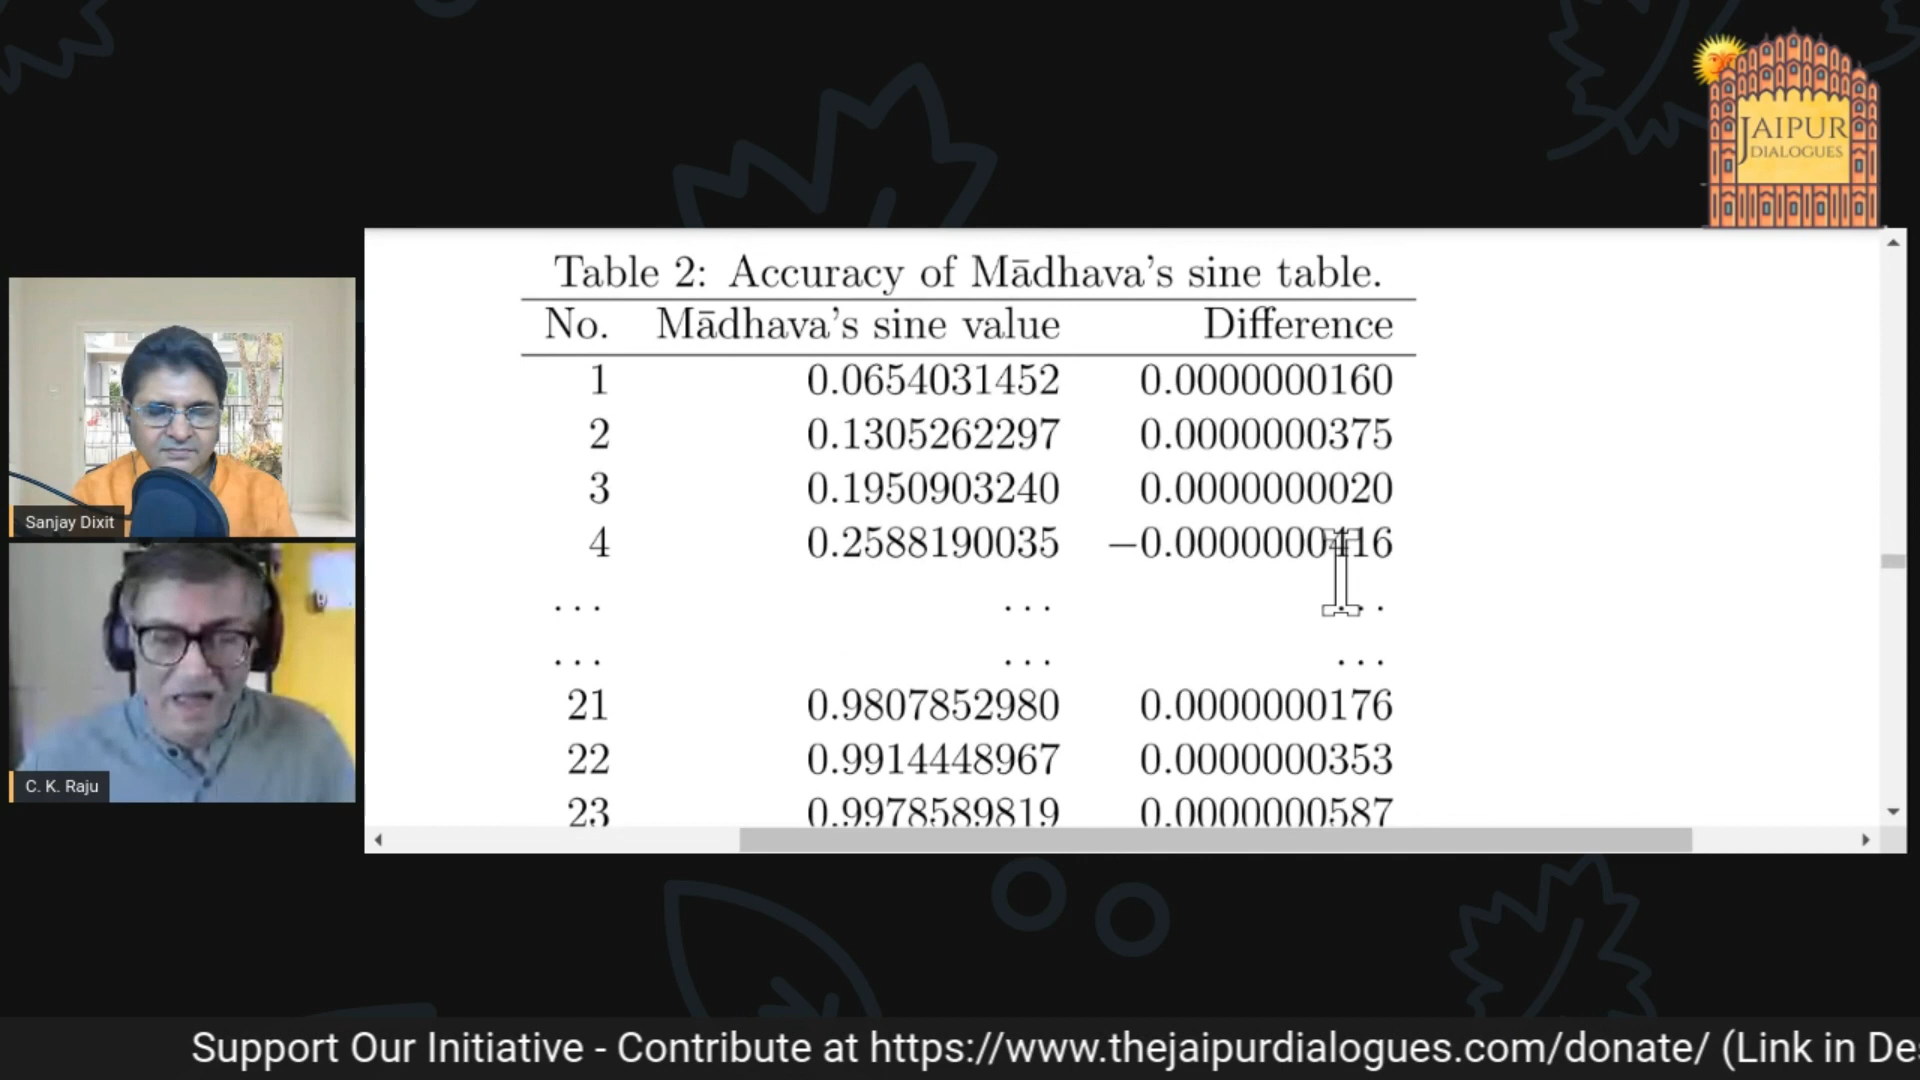 JAIPUR
DIALOGUES
Table 2: Accuracy of Mādhava's sine table.
No. Mādhava's sine value Difference
1 0.0654031452 0.0000000160
2 0.1305262297 0.0000000375
3 0.1950903240 0.0000000020
4 0.2588190035 −0.0000000416
... ... ...
... ... ...
21 0.9807852980 0.0000000176
22 0.9914448967 0.0000000353
23 0.9978589819 0.0000000587
Sanjay Dixit
C. K. Raju
Support Our Initiative - Contribute at https://www.thejaipurdialogues.com/donate/ (Link in De